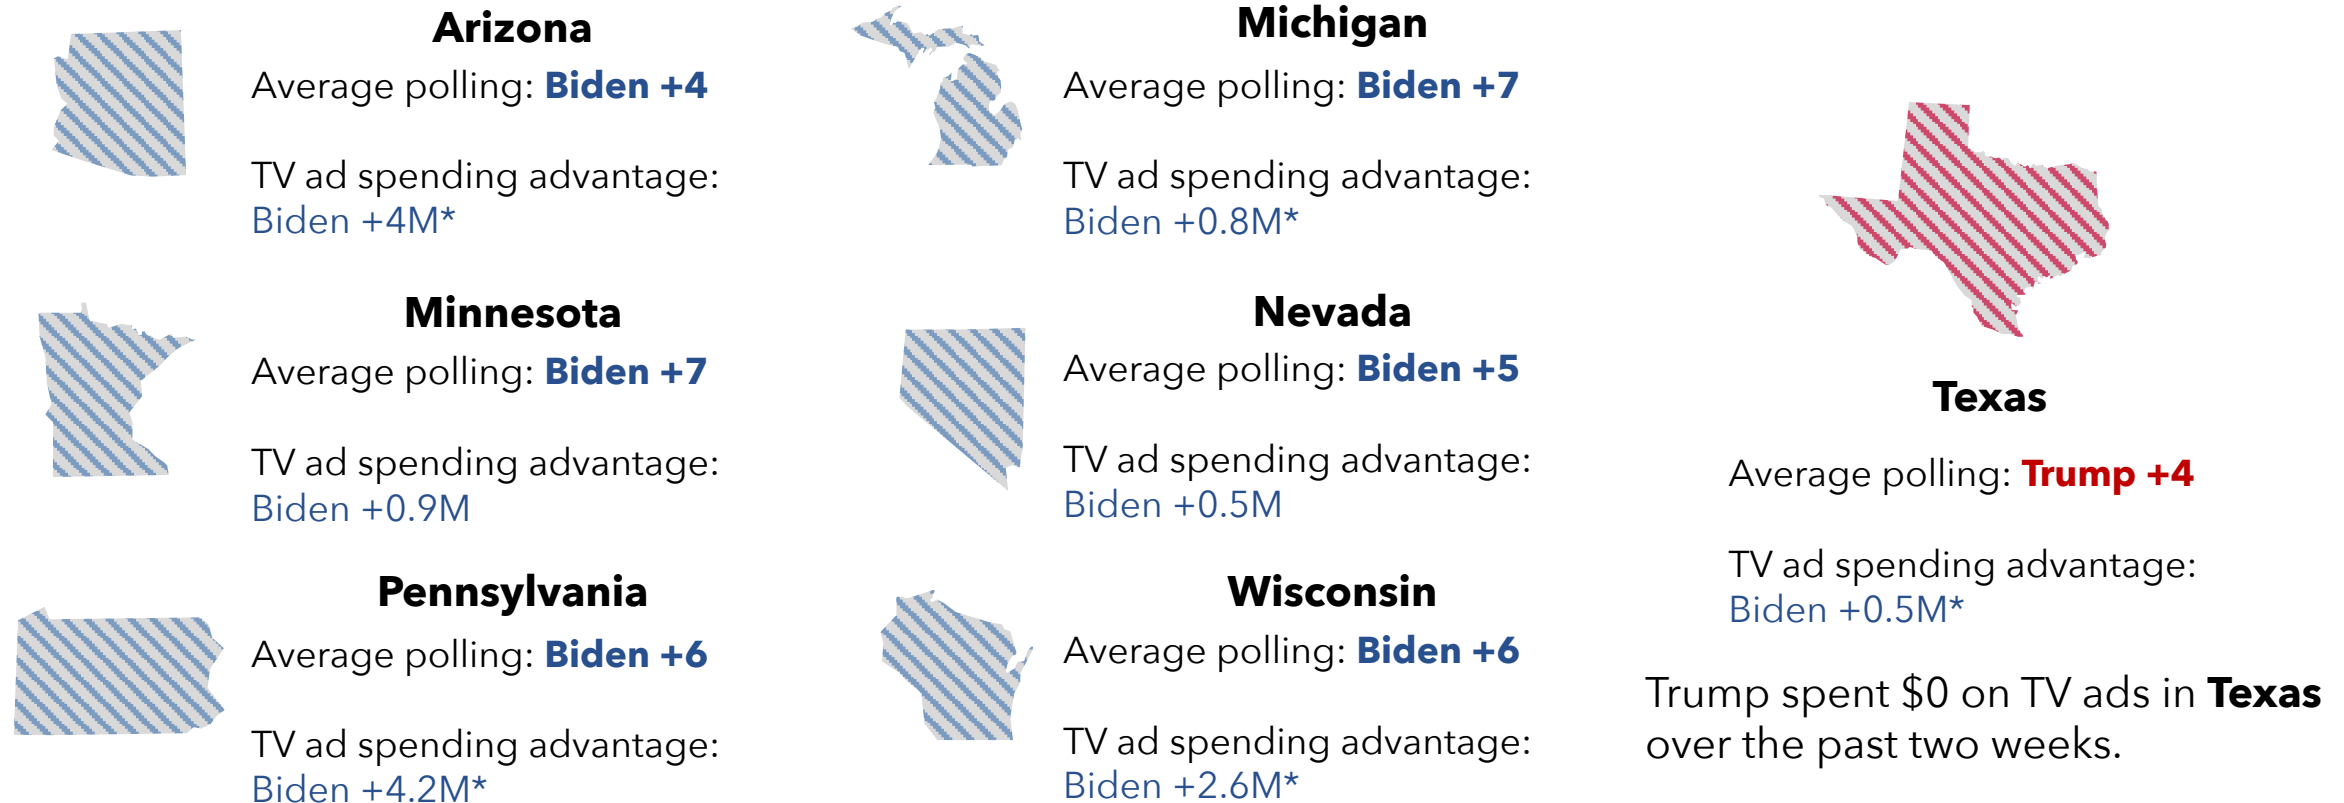 Arizona
Average polling: Biden +4
TV ad spending advantage:
Biden +4M*
Michigan
Average polling: Biden +7
TV ad spending advantage:
Biden +0.8M*
Minnesota
Average polling: Biden +7
TV ad spending advantage:
Biden +0.9M
Nevada
Average polling: Biden +5
TV ad spending advantage:
Biden +0.5M
Pennsylvania
Average polling: Biden +6
TV ad spending advantage:
Biden +4.2M*
Wisconsin
Average polling: Biden +6
TV ad spending advantage:
Biden +2.6M*
Texas
Average polling: Trump +4
TV ad spending advantage:
Biden +0.5M*
Trump spent $0 on TV ads in Texas
over the past two weeks.